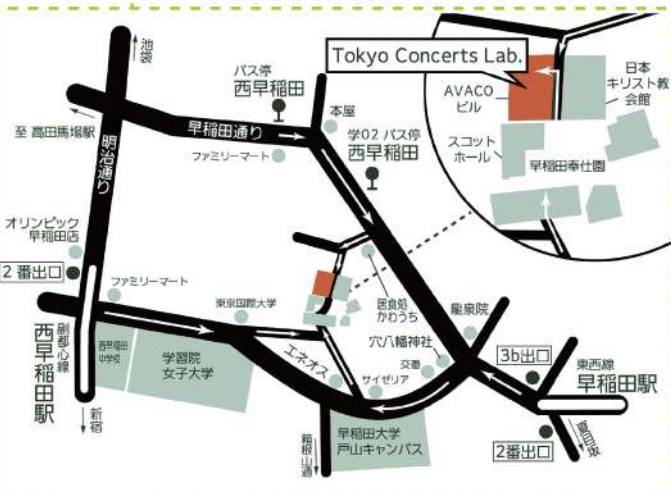 池袋
バス停
西早稲田
至 高田馬場駅
早稲田通り
ファミリーマート
本屋
学02 バス停
西早稲田
明治通り
Tokyo Concerts Lab.
AVACO
ビル
日本
キリスト教
会館
スコット
ホール
早稲田奉仕園
オリンピック
早稲田店
2番出口
ファミリーマート
副都心線
西早稲田駅
新宿
西早稲田
中学校
学習院
女子大学
東京国際大学
居食処
かわうち
龍泉院
穴八幡神社
交番
エネオス
サイゼリア
箱根山通
早稲田大学
戸山キャンパス
3b出口
東西線
早稲田駅
2番出口
夏目坂